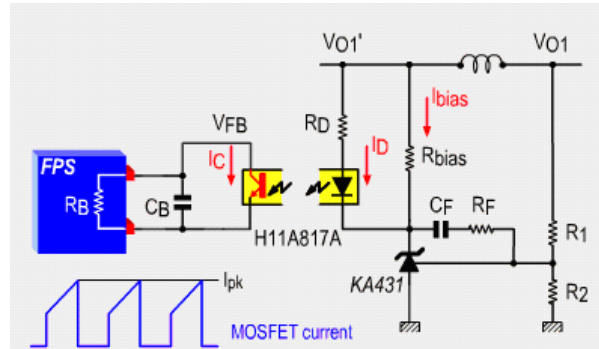 VO1' VO1
Ibias
VFB RD ID
FPS IC Rbias
RB CB CF RF
H11A817A R1
KA431 R2
Ipk
MOSFET current